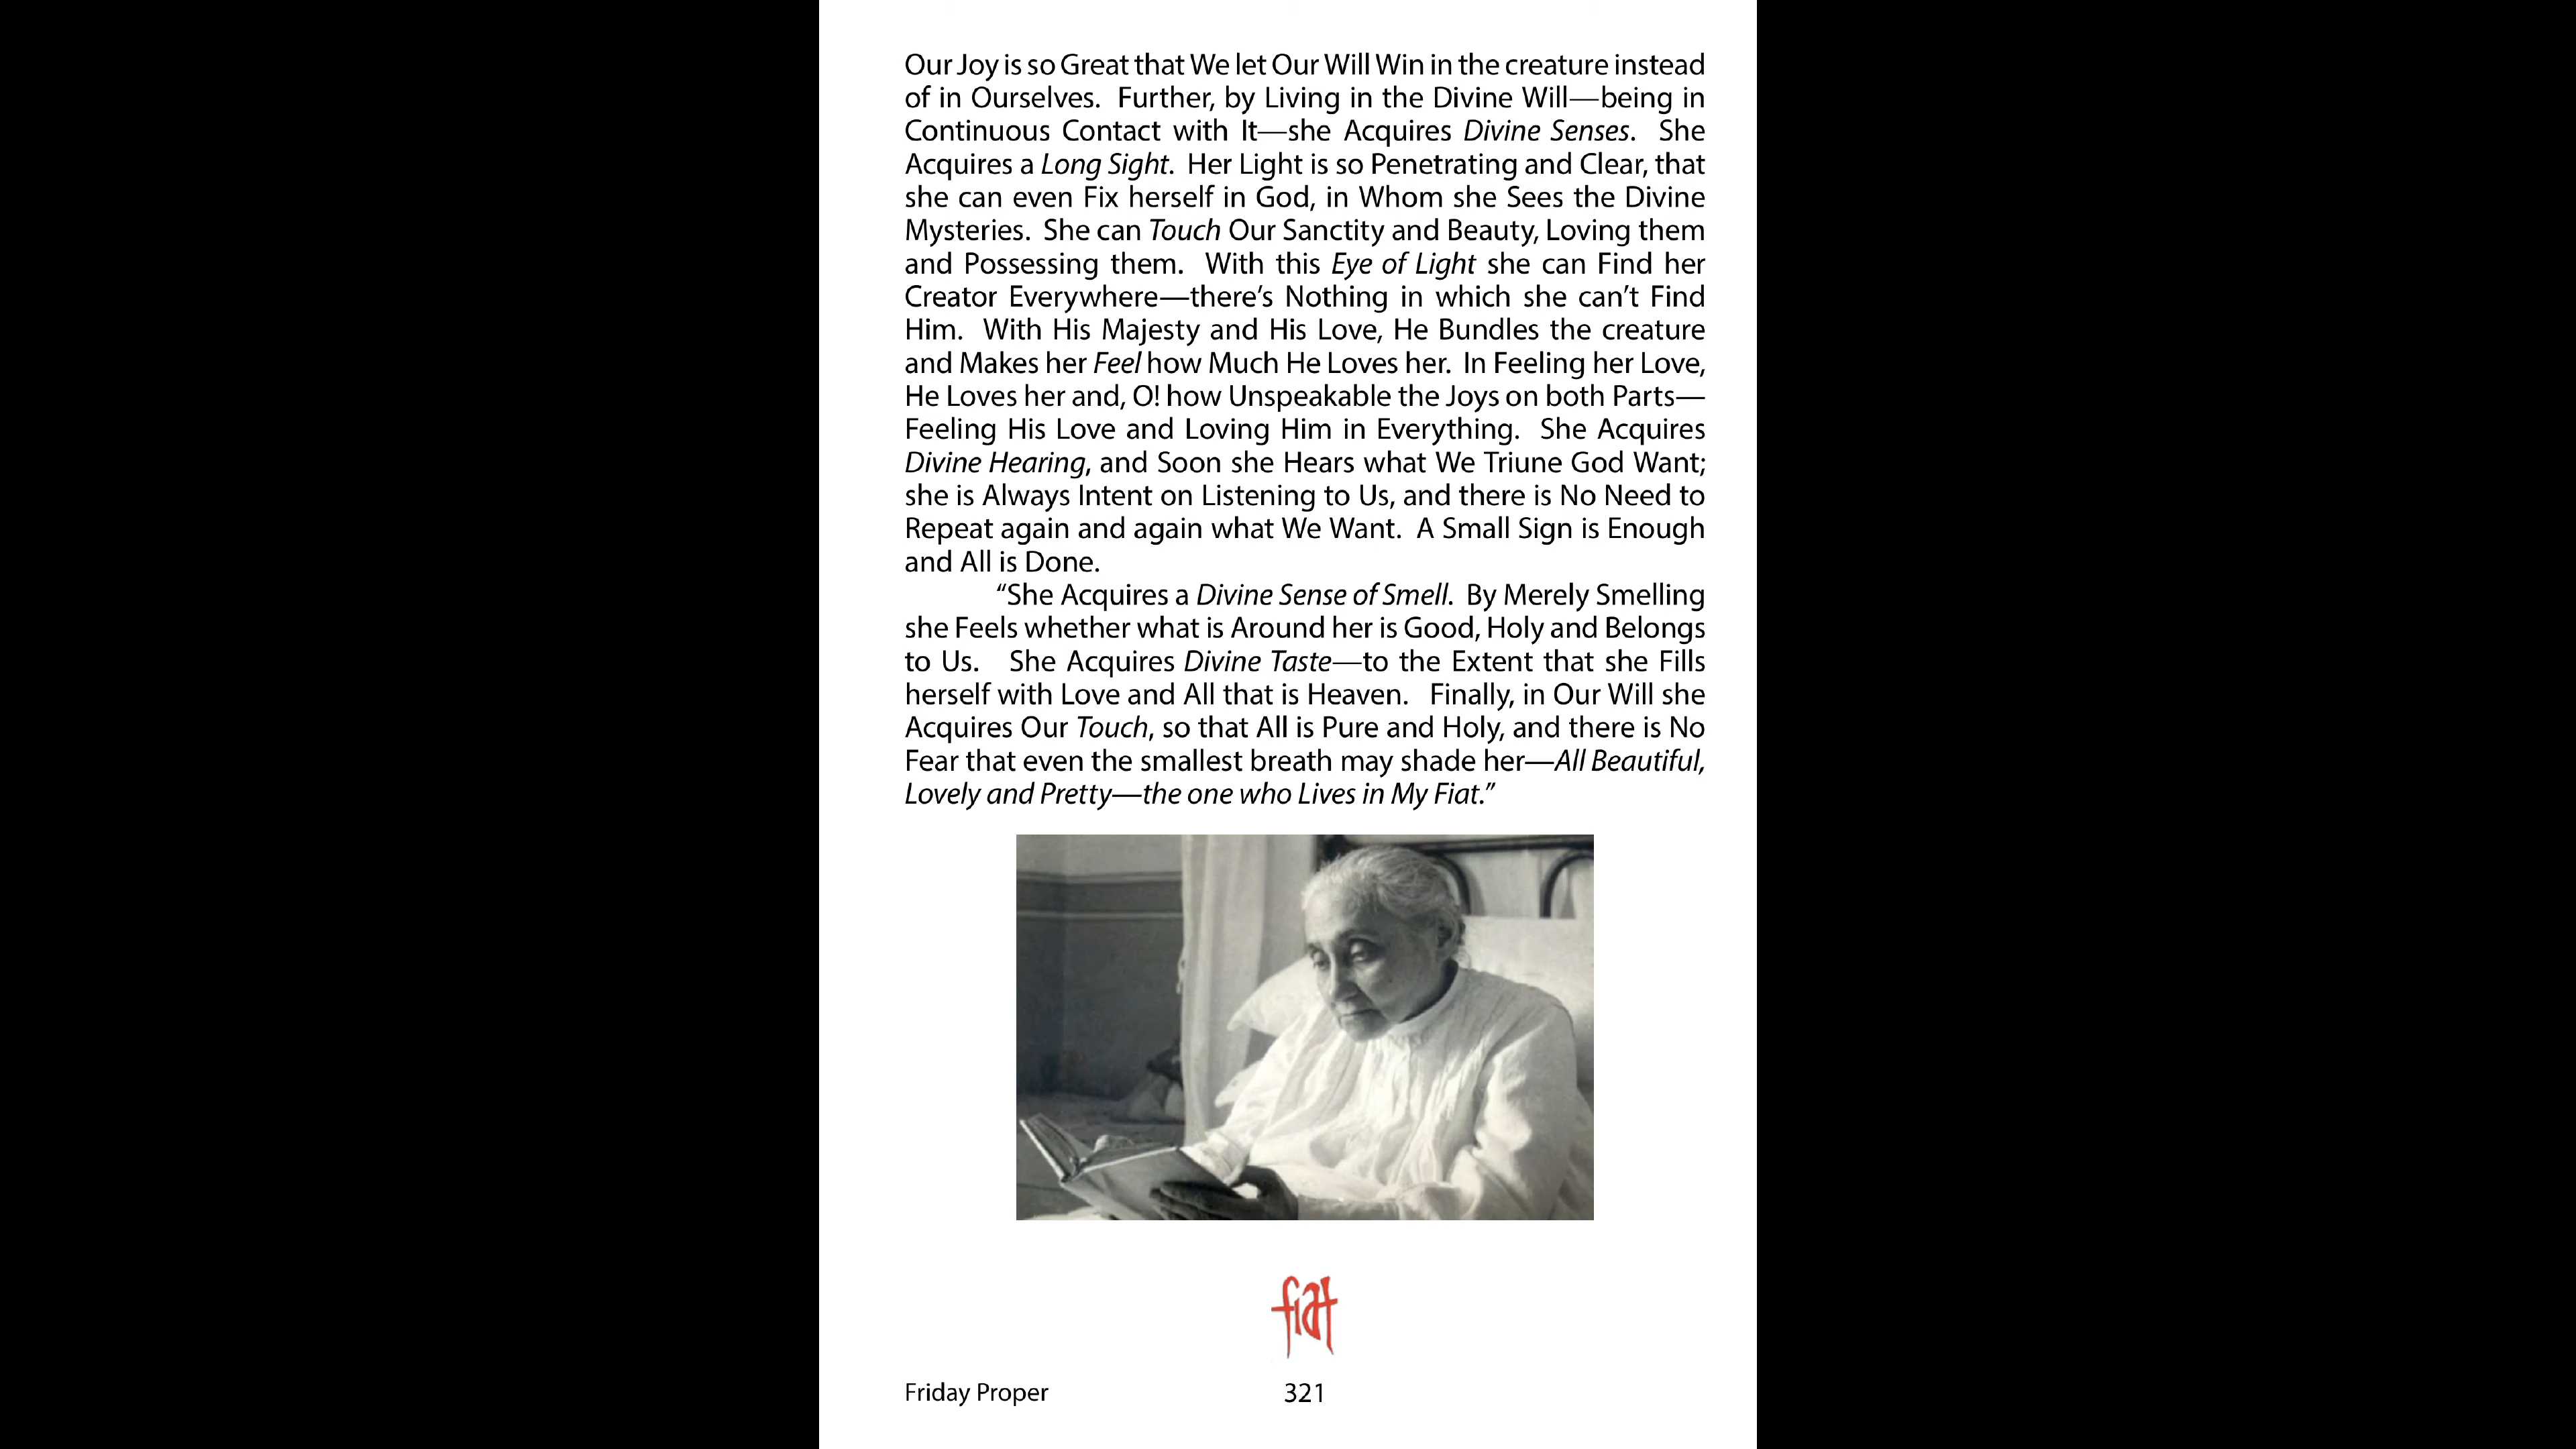 Our Joy is so Great that We let Our Will Win in the creature instead
of in Ourselves. Further, by Living in the Divine Will—being in
Continuous Contact with It—she Acquires Divine Senses. She
Acquires a Long Sight. Her Light is so Penetrating and Clear, that
she can even Fix herself in God, in Whom she Sees the Divine
Mysteries. She can Touch Our Sanctity and Beauty, Loving them
and Possessing them. With this Eye of Light she can Find her
Creator Everywhere—there’s Nothing in which she can’t Find
Him. With His Majesty and His Love, He Bundles the creature
and Makes her Feel how Much He Loves her. In Feeling her Love,
He Loves her and, O! how Unspeakable the Joys on both Parts—
Feeling His Love and Loving Him in Everything. She Acquires
Divine Hearing, and Soon she Hears what We Triune God Want;
she is Always Intent on Listening to Us, and there is No Need to
Repeat again and again what We Want. A Small Sign is Enough
and All is Done.
“She Acquires a Divine Sense of Smell. By Merely Smelling
she Feels whether what is Around her is Good, Holy and Belongs
to Us. She Acquires Divine Taste—to the Extent that she Fills
herself with Love and All that is Heaven. Finally, in Our Will she
Acquires Our Touch, so that All is Pure and Holy, and there is No
Fear that even the smallest breath may shade her—All Beautiful,
Lovely and Pretty—the one who Lives in My Fiat.”
fiat
Friday Proper 321